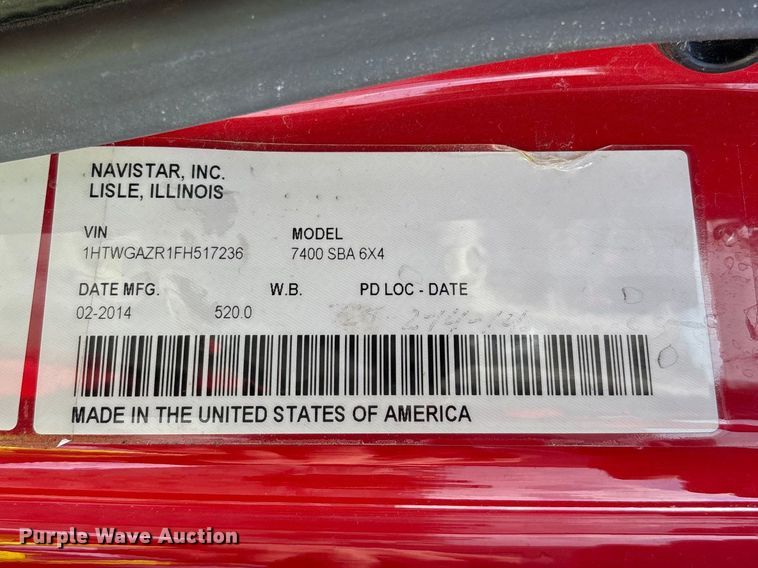 NAVISTAR, INC.
LISLE, ILLINOIS
VIN MODEL
1HTWGAZR1FH517236 7400 SBA 6X4
DATE MFG. W.B. PD LOC - DATE
02-2014 520.0
MADE IN THE UNITED STATES OF AMERICA
Purple Wave Auction